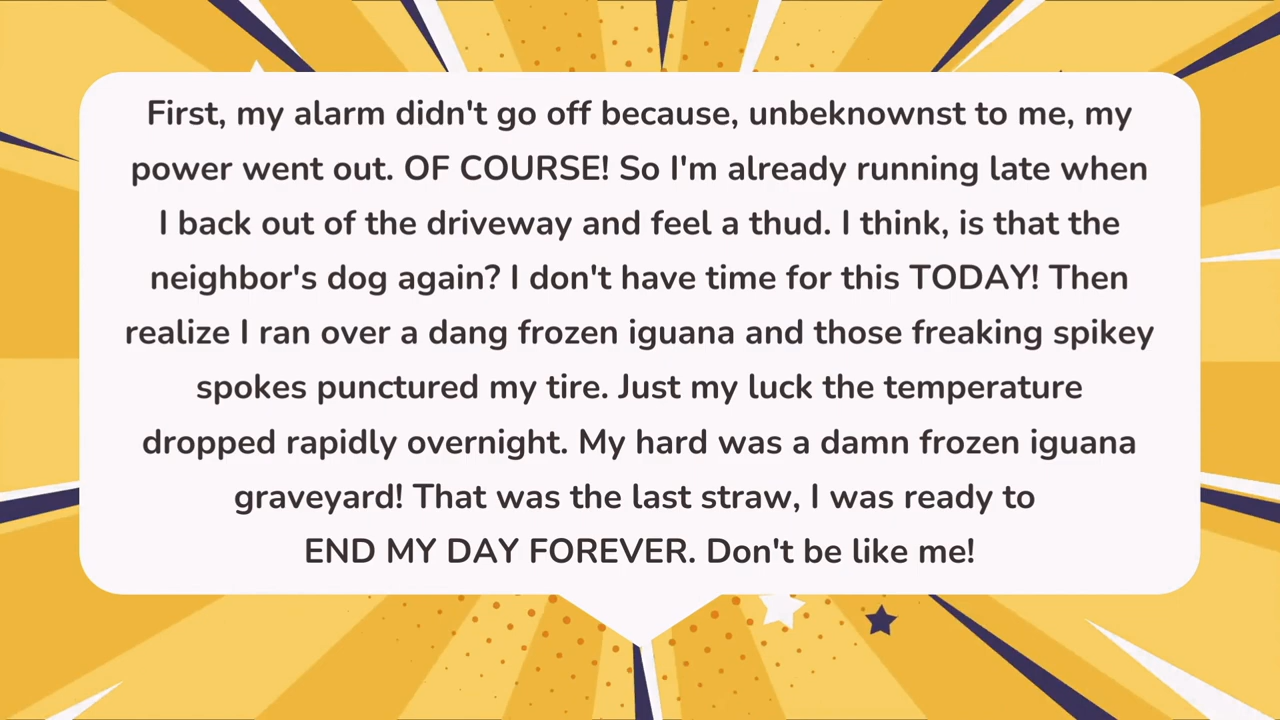 First, my alarm didn't go off because, unbeknownst to me, my
power went out. OF COURSE! So I'm already running late when
I back out of the driveway and feel a thud. I think, is that the
neighbor's dog again? I don't have time for this TODAY! Then
realize I ran over a dang frozen iguana and those freaking spikey
spokes punctured my tire. Just my luck the temperature
dropped rapidly overnight. My hard was a damn frozen iguana
graveyard! That was the last straw, I was ready to
END MY DAY FOREVER. Don't be like me!